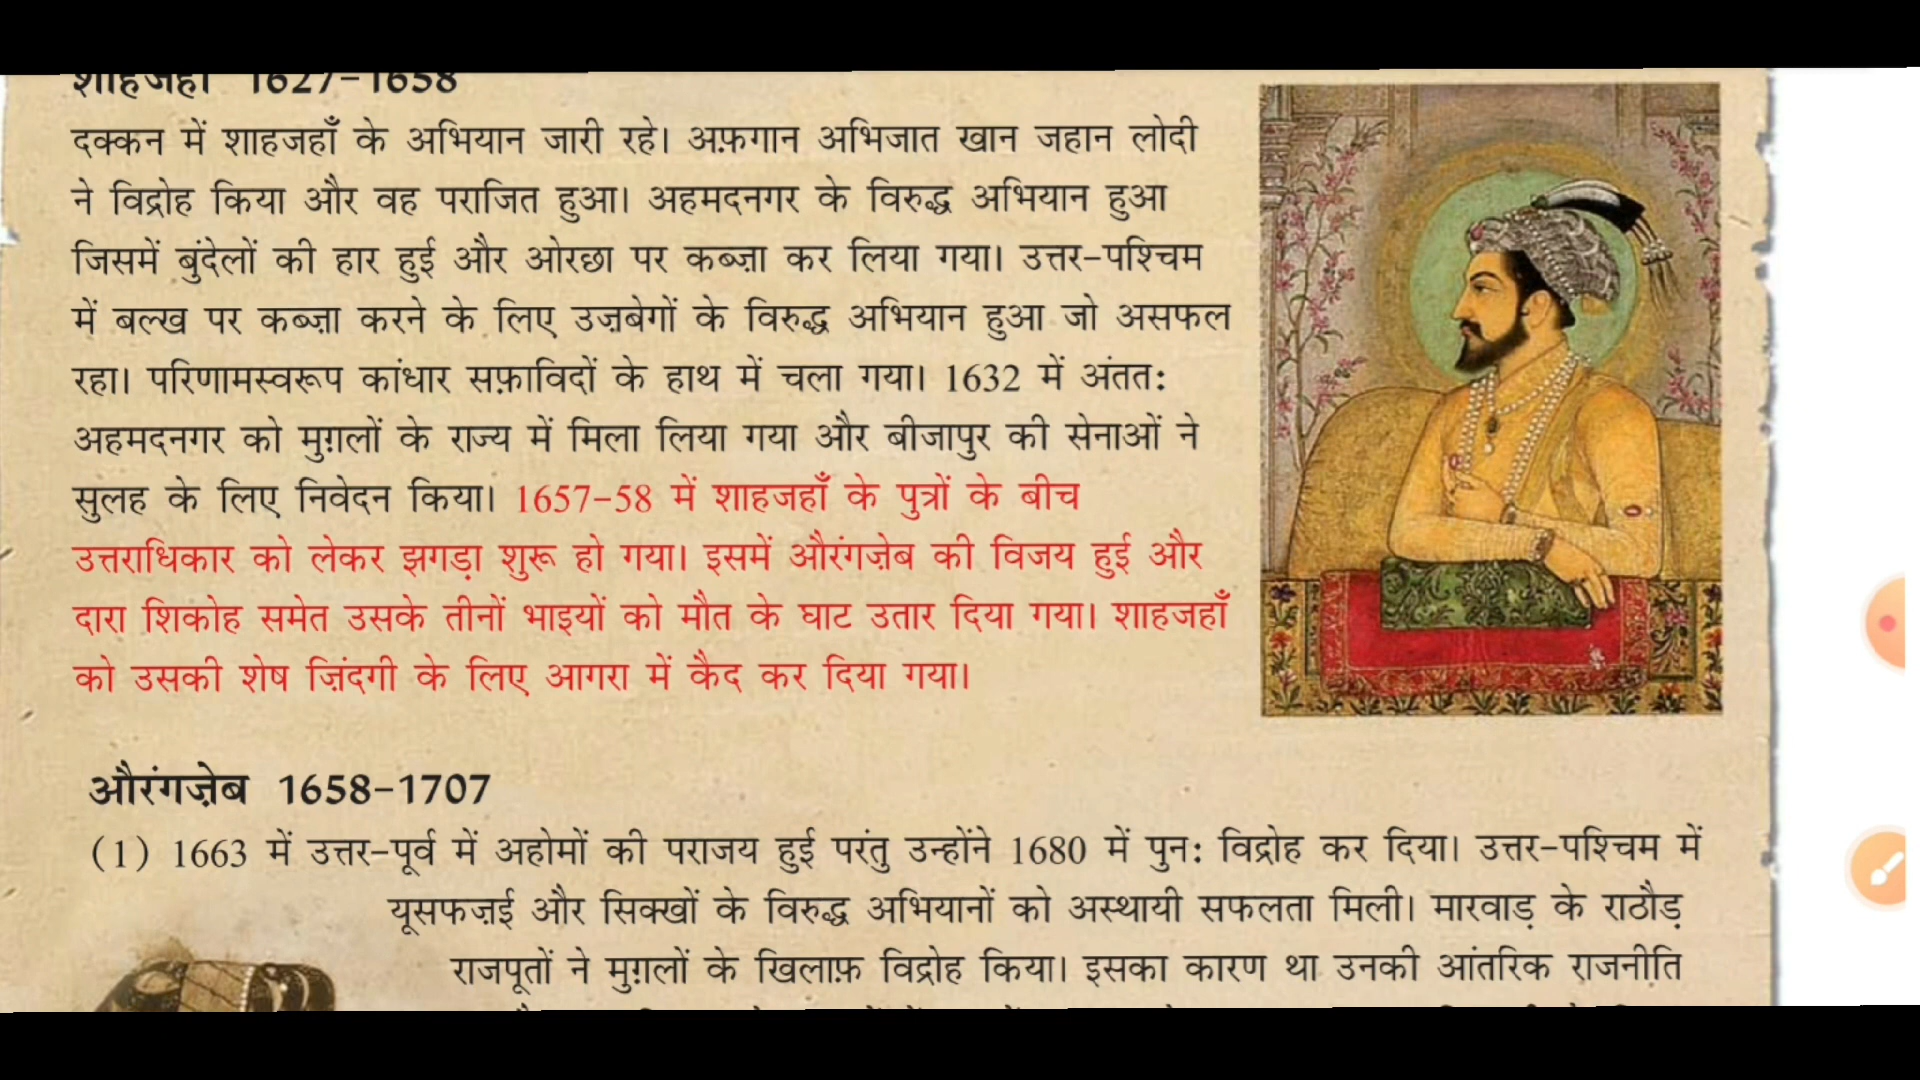 शाहजहाँ 1627–1658
दक्कन में शाहजहाँ के अभियान जारी रहे। अफ़गान अभिजात खान जहान लोदी
ने विद्रोह किया और वह पराजित हुआ। अहमदनगर के विरुद्ध अभियान हुआ
जिसमें बुंदेलों की हार हुई और ओरछा पर कब्ज़ा कर लिया गया। उत्तर-पश्चिम
में बल्ख पर कब्ज़ा करने के लिए उज़बेगों के विरुद्ध अभियान हुआ जो असफल
रहा। परिणामस्वरूप कांधार सफ़ाविदों के हाथ में चला गया। 1632 में अंतत:
अहमदनगर को मुग़लों के राज्य में मिला लिया गया और बीजापुर की सेनाओं ने
सुलह के लिए निवेदन किया। 1657–58 में शाहजहाँ के पुत्रों के बीच
उत्तराधिकार को लेकर झगड़ा शुरू हो गया। इसमें औरंगज़ेब की विजय हुई और
दारा शिकोह समेत उसके तीनों भाइयों को मौत के घाट उतार दिया गया। शाहजहाँ
को उसकी शेष ज़िंदगी के लिए आगरा में कैद कर दिया गया।
औरंगज़ेब 1658–1707
(1) 1663 में उत्तर-पूर्व में अहोमों की पराजय हुई परंतु उन्होंने 1680 में पुन: विद्रोह कर दिया। उत्तर-पश्चिम में
यूसफज़ई और सिक्खों के विरुद्ध अभियानों को अस्थायी सफलता मिली। मारवाड़ के राठौड़
राजपूतों ने मुग़लों के खिलाफ़ विद्रोह किया। इसका कारण था उनकी आंतरिक राजनीति